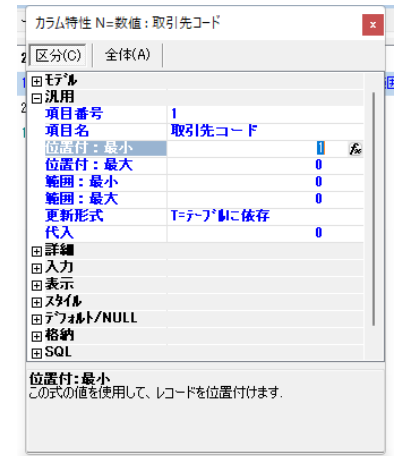 カラム特性 N=数値 : 取引先コード
x
区分(C) 全体(A)
モデル
汎用
項目番号 1
項目名 取引先コード
位置付：最小 1
位置付：最大 0
範囲：最小 0
範囲：最大 0
更新形式 T=テーブルに依存
代入 0
詳細
入力
表示
スタイル
デフォルト/NULL
格納
SQL
位置付:最小
この式の値を使用して、レコードを位置付けます.